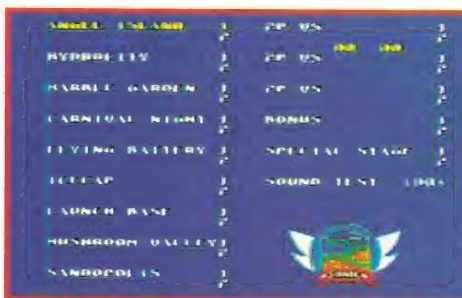 ANGEL ISLAND 1
2
HYDROCITY 1
2
MARBLE GARDEN 1
2
CARNIVAL NIGHT 1
2
FLYING BATTERY 1
2
ICECAP 1
2
LAUNCH BASE 1
2
MUSHROOM VALLEY 1
2
SANDOPOLIS 1
2
2P VS 1
2
2P VS 1
2
2P VS 1
2
BONUS 1
2
SPECIAL STAGE 1
2
SOUND TEST